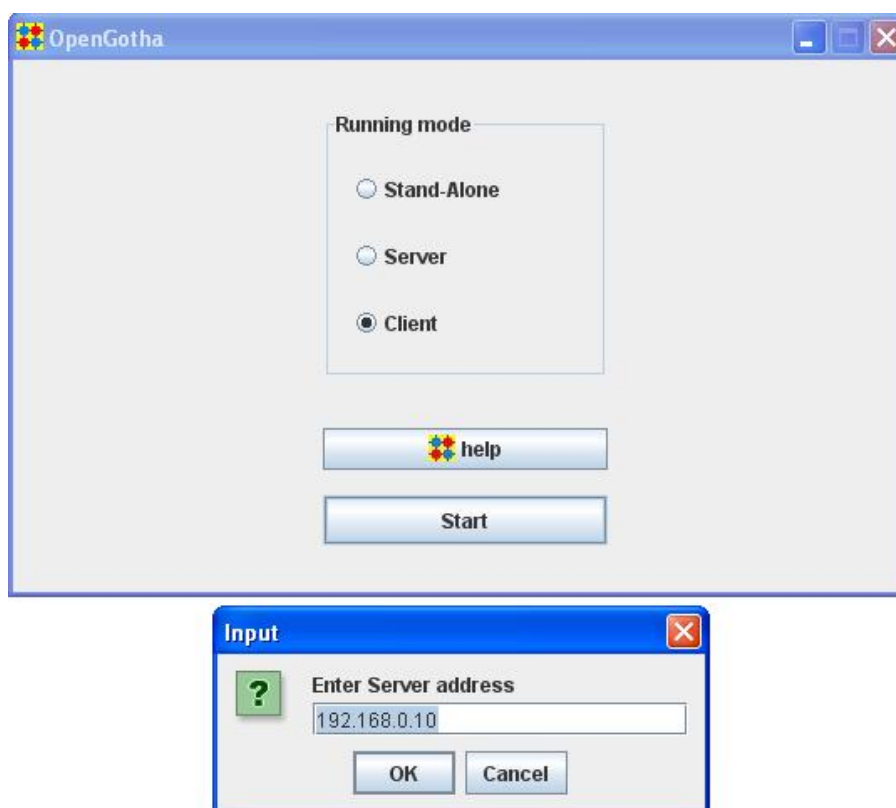 OpenGotha
Running mode
Stand-Alone
Server
Client
help
Start
Input
Enter Server address
192.168.0.10
OK
Cancel